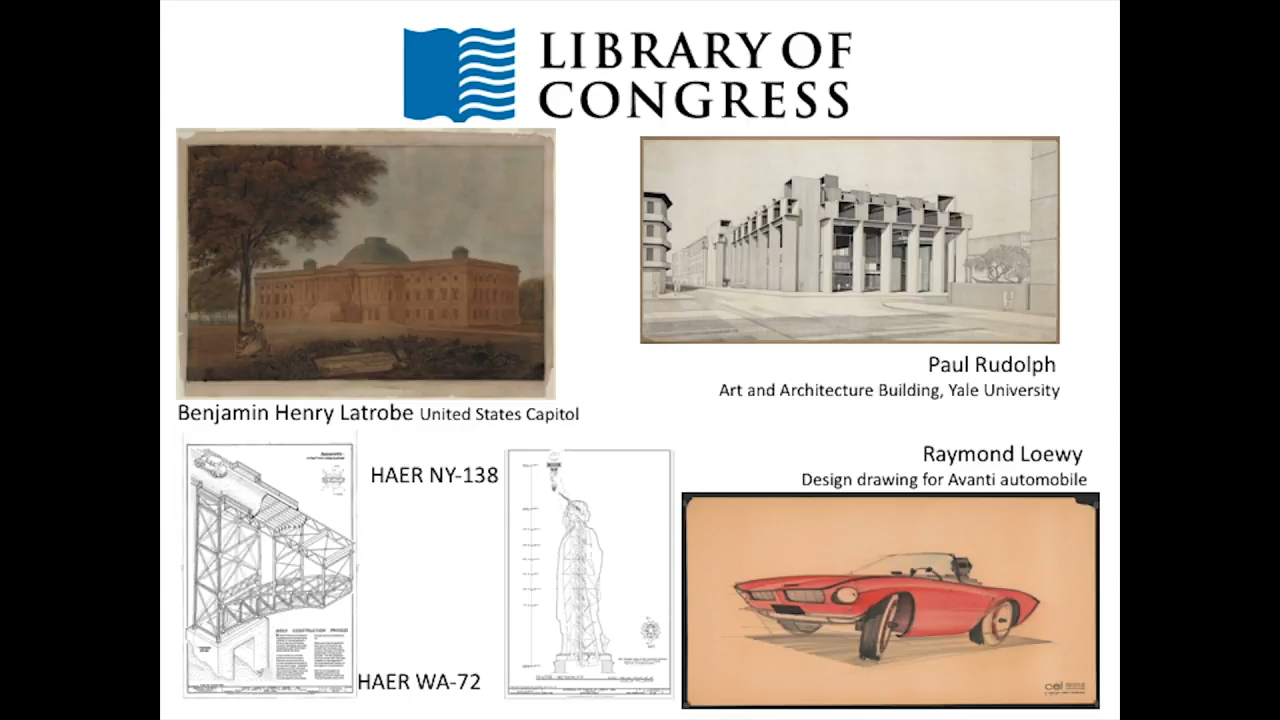 LIBRARY OF
CONGRESS
Paul Rudolph
Art and Architecture Building, Yale University
Benjamin Henry Latrobe United States Capitol
Raymond Loewy
Design drawing for Avanti automobile
HAER NY-138
HAER WA-72